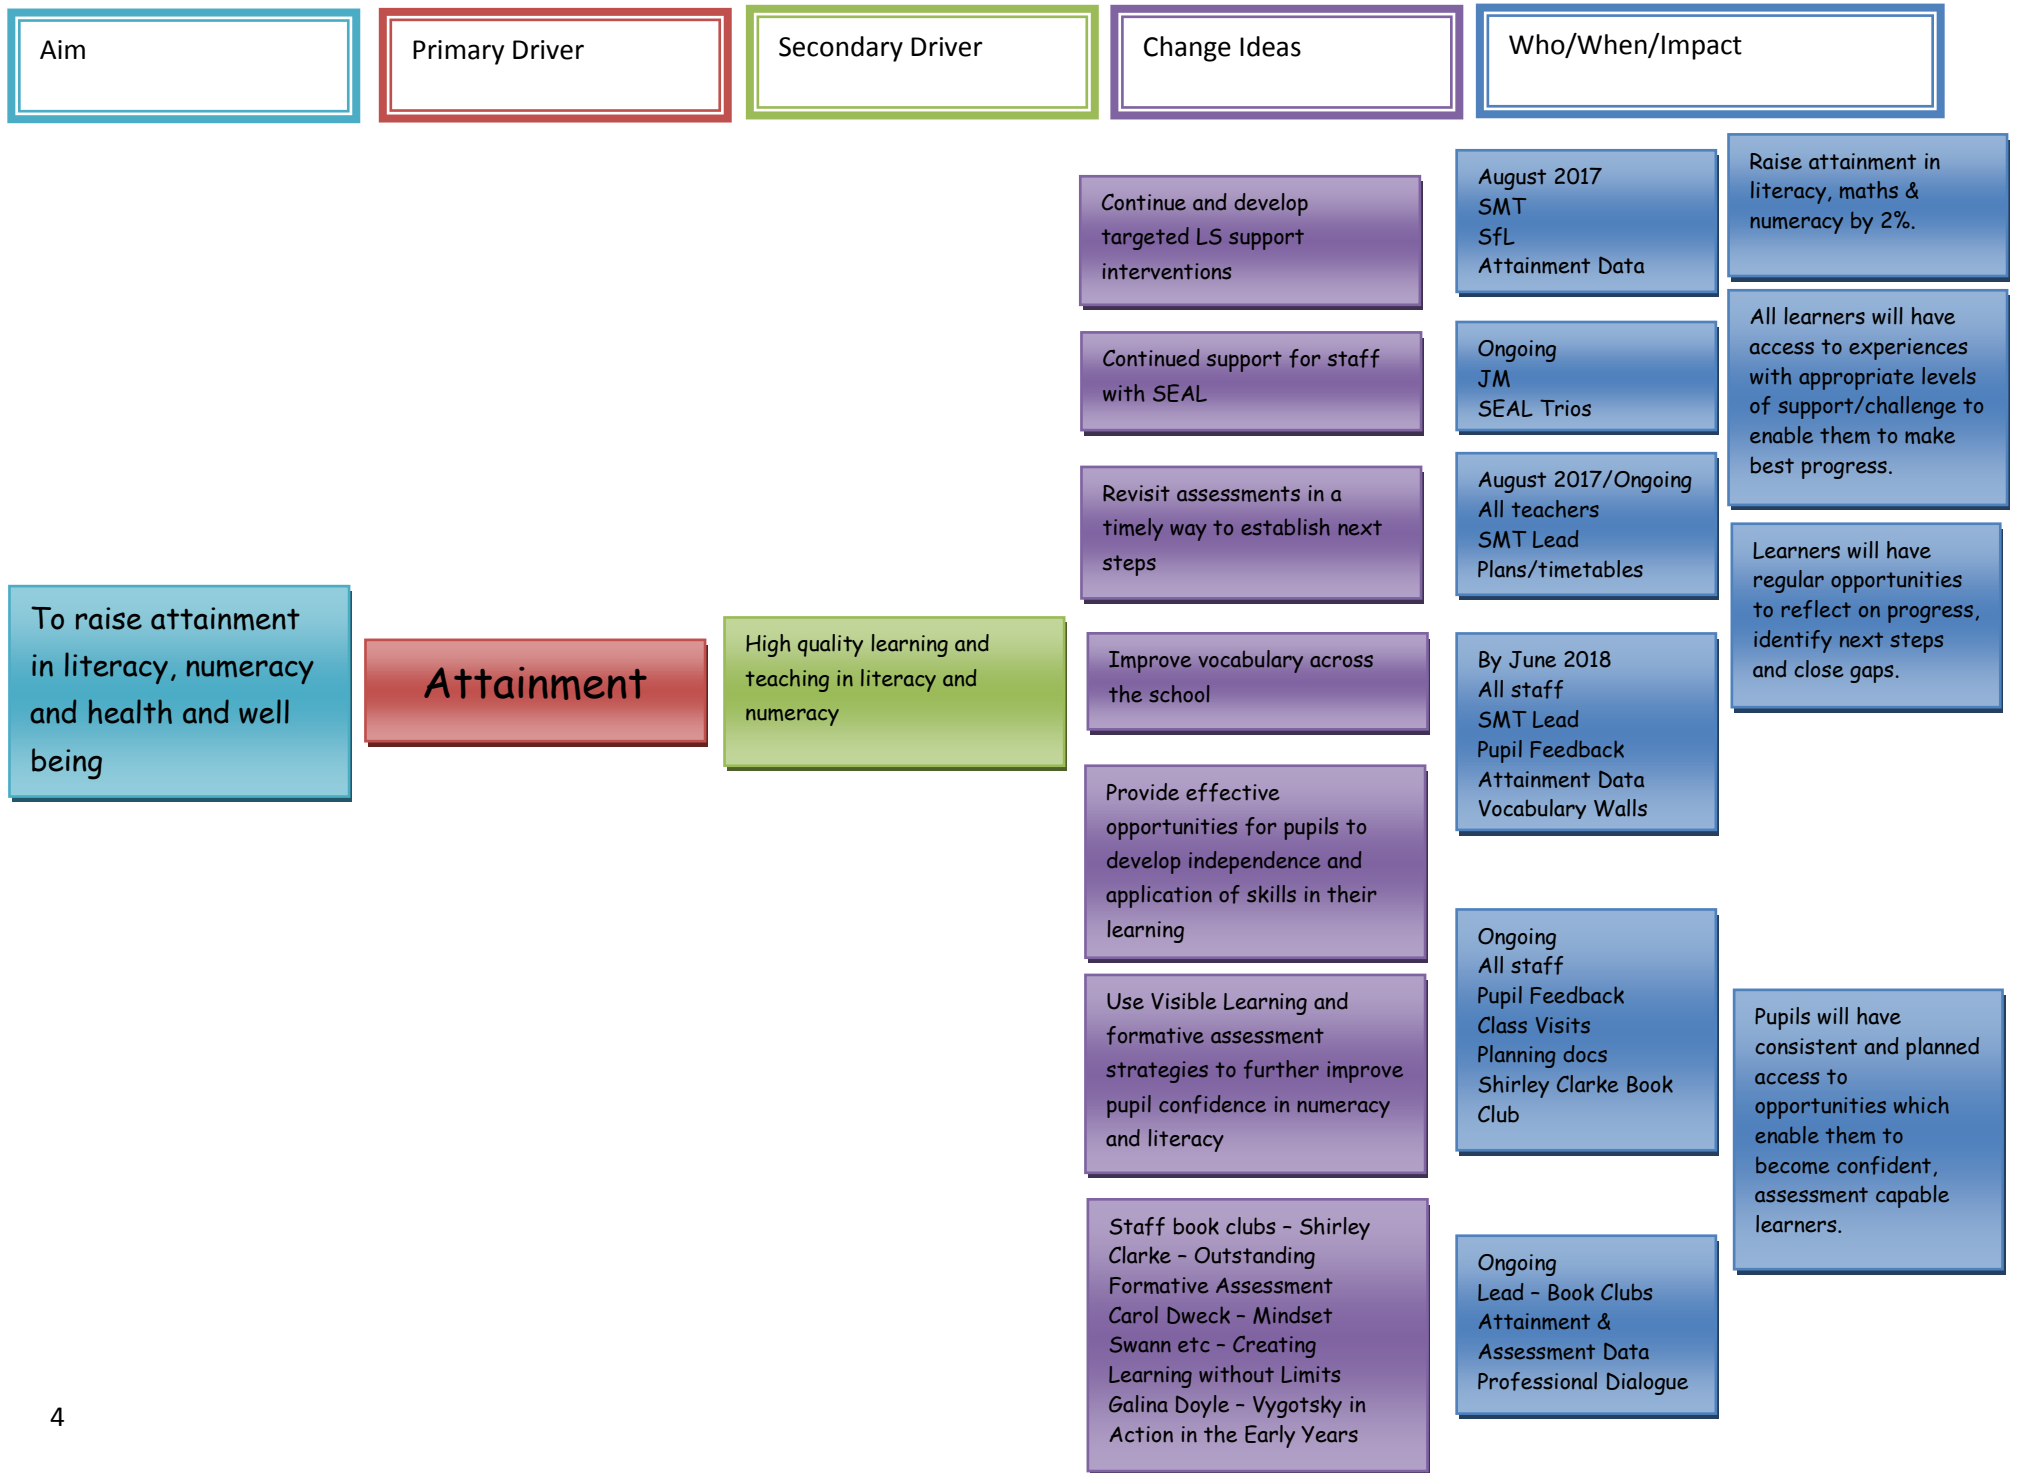 Aim
Primary Driver
Secondary Driver
Change Ideas
Who/When/Impact
To raise attainment
in literacy, numeracy
and health and well
being
Attainment
High quality learning and
teaching in literacy and
numeracy
Continue and develop
targeted LS support
interventions
Continued support for staff
with SEAL
Revisit assessments in a
timely way to establish next
steps
Improve vocabulary across
the school
Provide effective
opportunities for pupils to
develop independence and
application of skills in their
learning
Use Visible Learning and
formative assessment
strategies to further improve
pupil confidence in numeracy
and literacy
Staff book clubs – Shirley
Clarke – Outstanding
Formative Assessment
Carol Dweck – Mindset
Swann etc – Creating
Learning without Limits
Galina Doyle – Vygotsky in
Action in the Early Years
August 2017
SMT
SfL
Attainment Data
Ongoing
JM
SEAL Trios
August 2017/Ongoing
All teachers
SMT Lead
Plans/timetables
By June 2018
All staff
SMT Lead
Pupil Feedback
Attainment Data
Vocabulary Walls
Ongoing
All staff
Pupil Feedback
Class Visits
Planning docs
Shirley Clarke Book
Club
Ongoing
Lead – Book Clubs
Attainment &
Assessment Data
Professional Dialogue
Raise attainment in
literacy, maths &
numeracy by 2%.
All learners will have
access to experiences
with appropriate levels
of support/challenge to
enable them to make
best progress.
Learners will have
regular opportunities
to reflect on progress,
identify next steps
and close gaps.
Pupils will have
consistent and planned
access to
opportunities which
enable them to
become confident,
assessment capable
learners.
4